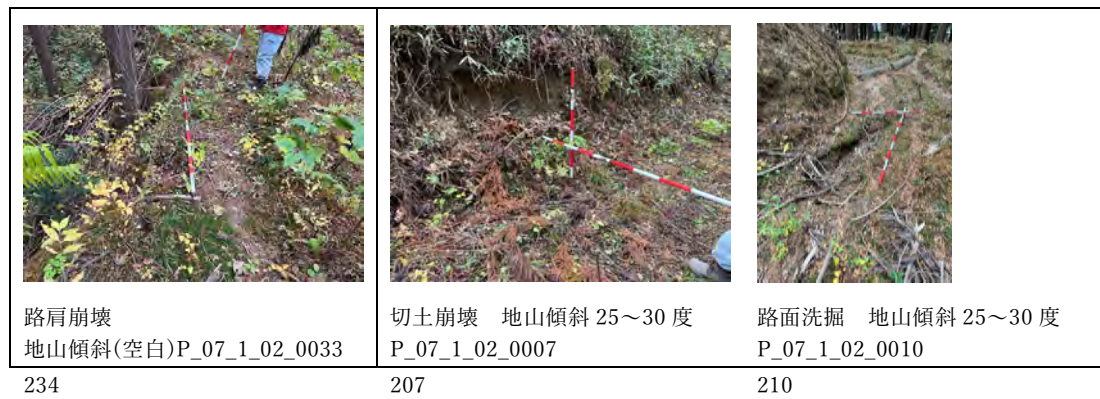 路肩崩壊
地山傾斜(空白)P_07_1_02_0033
切土崩壊　地山傾斜 25～30 度
P_07_1_02_0007
路面洗掘　地山傾斜 25～30 度
P_07_1_02_0010
234
207
210